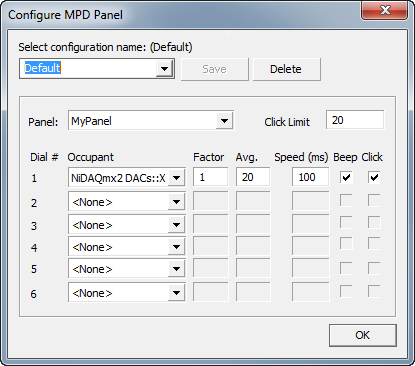 Configure MPD Panel
Select configuration name: (Default)
Default Save Delete
Panel: MyPanel Click Limit 20
Dial # Occupant Factor Avg. Speed (ms) Beep Click
1 NiDAQmx2 DACs::X 1 20 100
2 <None>
3 <None>
4 <None>
5 <None>
6 <None>
OK